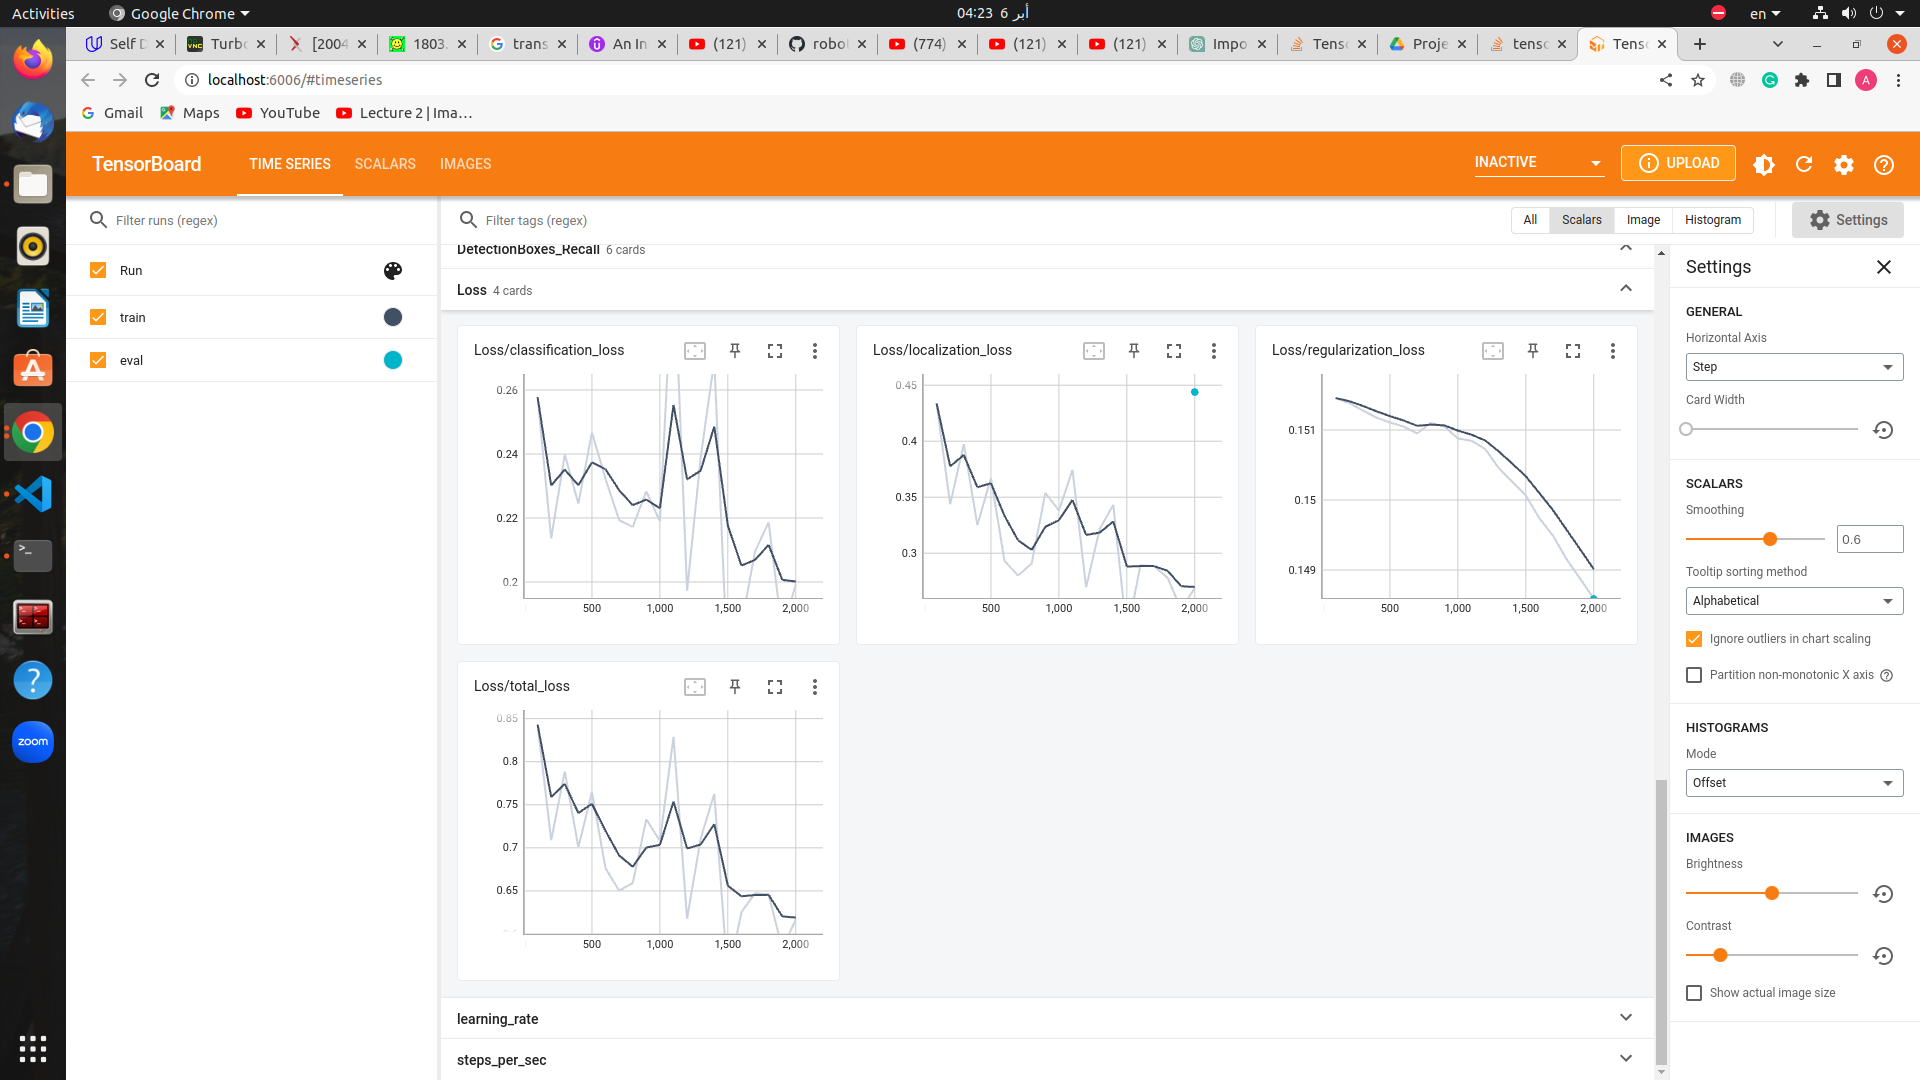 Activities
Google Chrome
04:23 6 أبر
en
Self D
Turbo
[2004
1803.
trans
An In
(121)
robo
(774)
(121)
(121)
Impo
Tenso
Proje
tenso
Tenso
localhost:6006/#timeseries
A
Gmail
Maps
YouTube
Lecture 2 | Ima…
TensorBoard
TIME SERIES
SCALARS
IMAGES
INACTIVE
UPLOAD
Filter runs (regex)
Filter tags (regex)
All
Scalars
Image
Histogram
Settings
Run
train
eval
DetectionBoxes_Recall 6 cards
Loss 4 cards
Loss/classification_loss
0.26
0.24
0.22
0.2
500 1,000 1,500 2,000
Loss/localization_loss
0.45
0.4
0.35
0.3
500 1,000 1,500 2,000
Loss/regularization_loss
0.151
0.15
0.149
500 1,000 1,500 2,000
Loss/total_loss
0.85
0.8
0.75
0.7
0.65
500 1,000 1,500 2,000
learning_rate
steps_per_sec
Settings
GENERAL
Horizontal Axis
Step
Card Width
SCALARS
Smoothing
0.6
Tooltip sorting method
Alphabetical
Ignore outliers in chart scaling
Partition non-monotonic X axis
HISTOGRAMS
Mode
Offset
IMAGES
Brightness
Contrast
Show actual image size
zoom